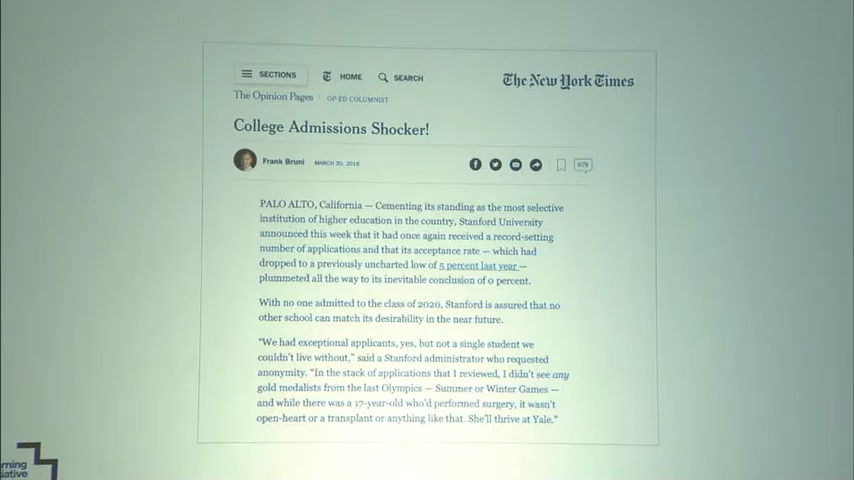 SECTIONS HOME SEARCH The New York Times
The Opinion Pages OP-ED COLUMNIST
College Admissions Shocker!
Frank Bruni MARCH 30, 2016 679
PALO ALTO, California — Cementing its standing as the most selective
institution of higher education in the country, Stanford University
announced this week that it had once again received a record-setting
number of applications and that its acceptance rate — which had
dropped to a previously uncharted low of 5 percent last year —
plummeted all the way to its inevitable conclusion of 0 percent.
With no one admitted to the class of 2020, Stanford is assured that no
other school can match its desirability in the near future.
“We had exceptional applicants, yes, but not a single student we
couldn’t live without,” said a Stanford administrator who requested
anonymity. “In the stack of applications that I reviewed, I didn’t see any
gold medalists from the last Olympics — Summer or Winter Games —
and while there was a 17-year-old who’d performed surgery, it wasn’t
open-heart or a transplant or anything like that. She’ll thrive at Yale.”
rning
iative